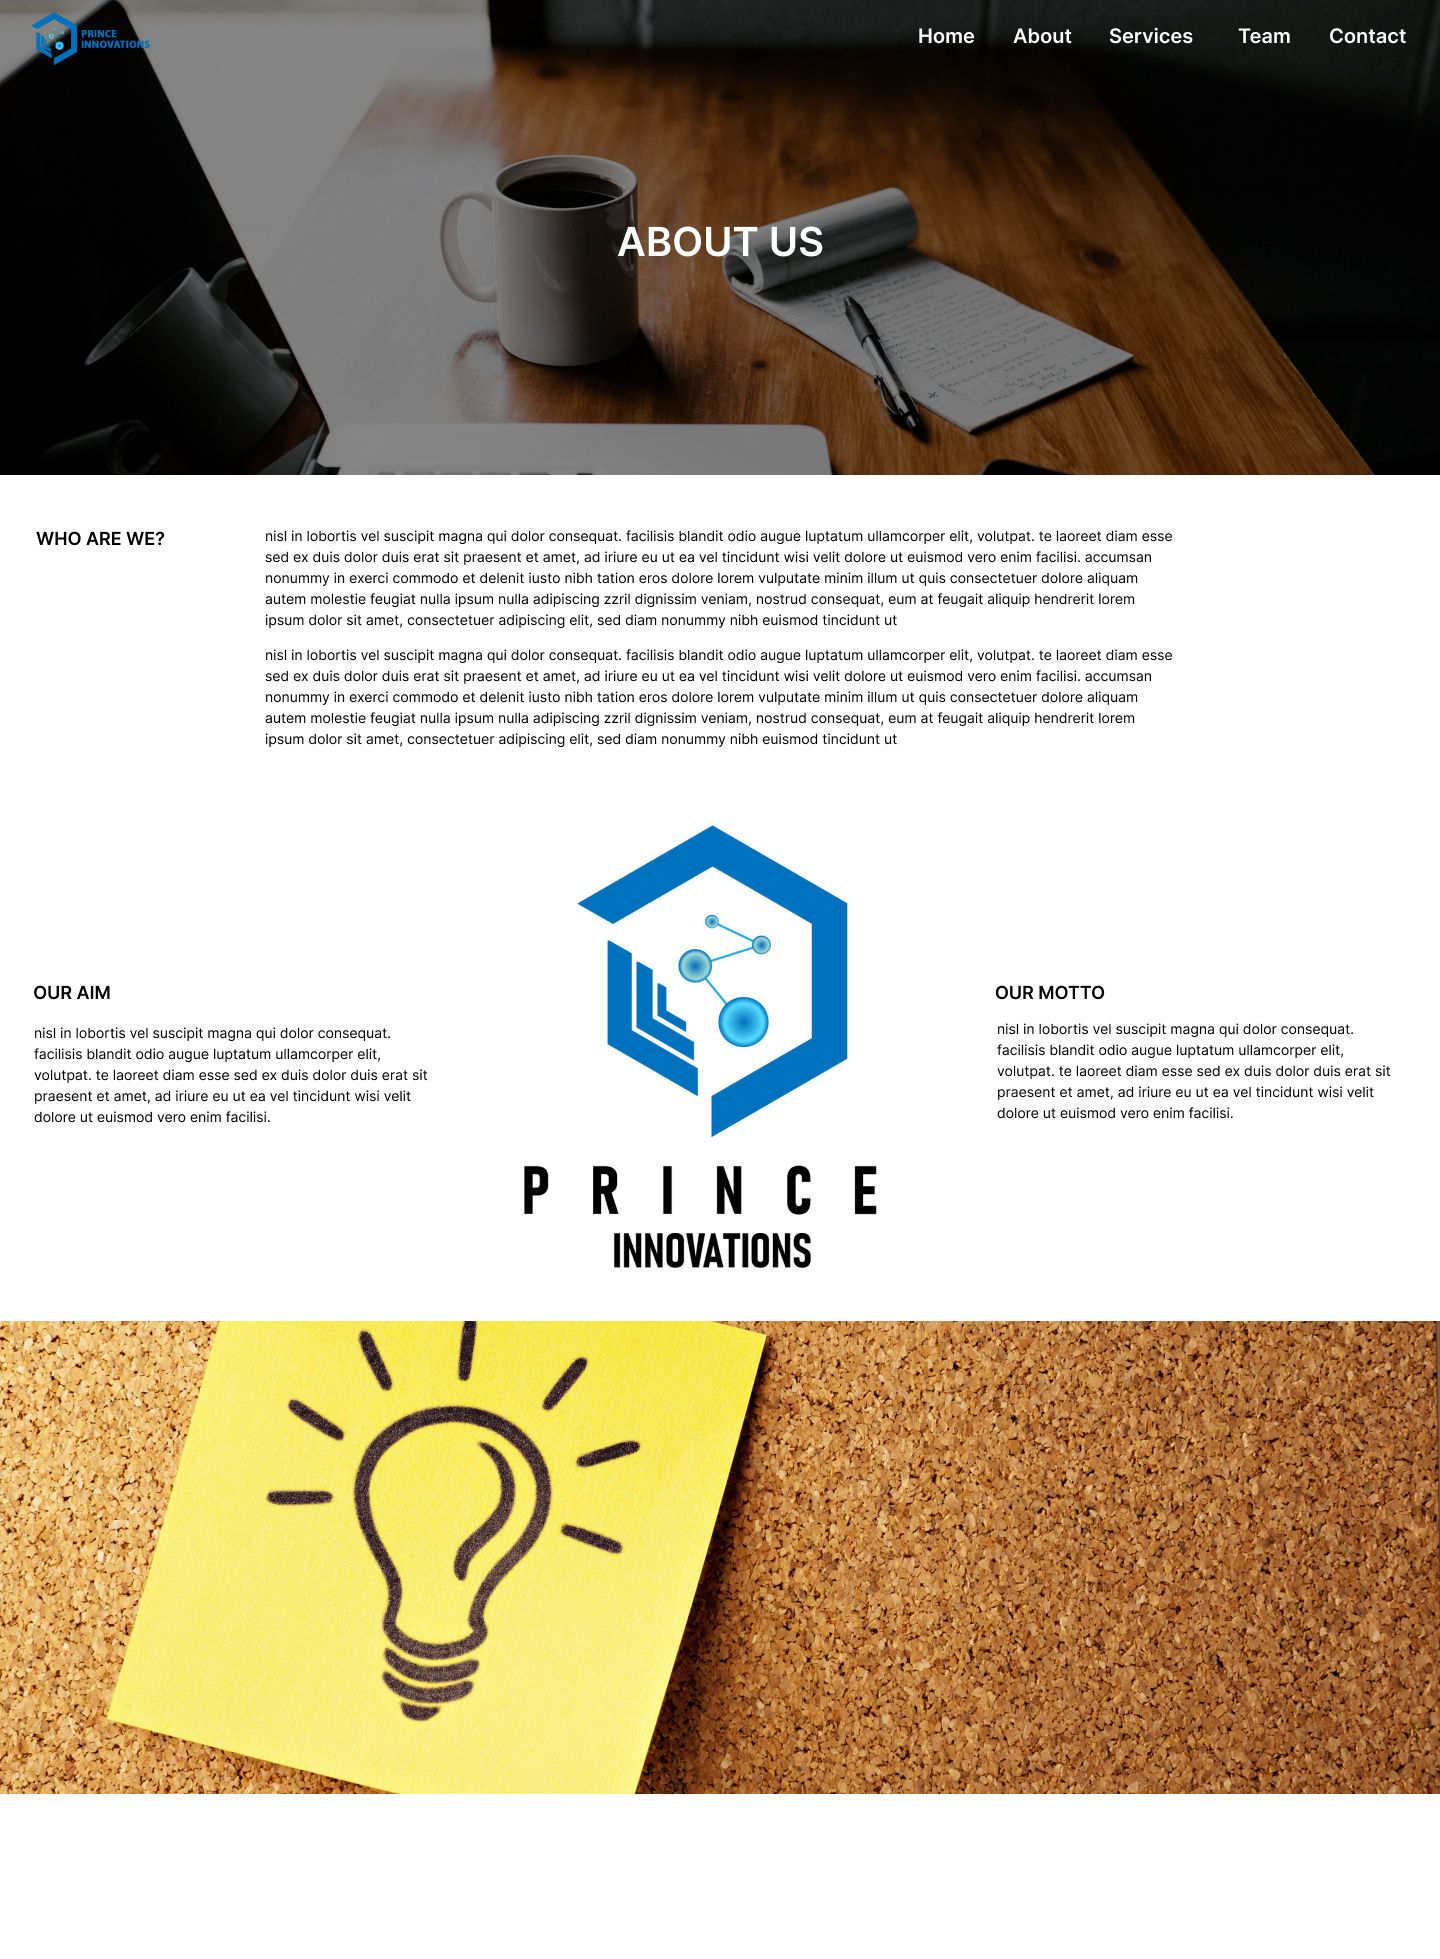 PRINCE
INNOVATIONS
Home About Services Team Contact
ABOUT US
WHO ARE WE?
nisl in lobortis vel suscipit magna qui dolor consequat. facilisis blandit odio augue luptatum ullamcorper elit, volutpat. te laoreet diam esse
sed ex duis dolor duis erat sit praesent et amet, ad iriure eu ut ea vel tincidunt wisi velit dolore ut euismod vero enim facilisi. accumsan
nonummy in exerci commodo et delenit iusto nibh tation eros dolore lorem vulputate minim illum ut quis consectetuer dolore aliquam
autem molestie feugiat nulla ipsum nulla adipiscing zzril dignissim veniam, nostrud consequat, eum at feugait aliquip hendrerit lorem
ipsum dolor sit amet, consectetuer adipiscing elit, sed diam nonummy nibh euismod tincidunt ut
nisl in lobortis vel suscipit magna qui dolor consequat. facilisis blandit odio augue luptatum ullamcorper elit, volutpat. te laoreet diam esse
sed ex duis dolor duis erat sit praesent et amet, ad iriure eu ut ea vel tincidunt wisi velit dolore ut euismod vero enim facilisi. accumsan
nonummy in exerci commodo et delenit iusto nibh tation eros dolore lorem vulputate minim illum ut quis consectetuer dolore aliquam
autem molestie feugiat nulla ipsum nulla adipiscing zzril dignissim veniam, nostrud consequat, eum at feugait aliquip hendrerit lorem
ipsum dolor sit amet, consectetuer adipiscing elit, sed diam nonummy nibh euismod tincidunt ut
OUR AIM
nisl in lobortis vel suscipit magna qui dolor consequat.
facilisis blandit odio augue luptatum ullamcorper elit,
volutpat. te laoreet diam esse sed ex duis dolor duis erat sit
praesent et amet, ad iriure eu ut ea vel tincidunt wisi velit
dolore ut euismod vero enim facilisi.
PRINCE
INNOVATIONS
OUR MOTTO
nisl in lobortis vel suscipit magna qui dolor consequat.
facilisis blandit odio augue luptatum ullamcorper elit,
volutpat. te laoreet diam esse sed ex duis dolor duis erat sit
praesent et amet, ad iriure eu ut ea vel tincidunt wisi velit
dolore ut euismod vero enim facilisi.